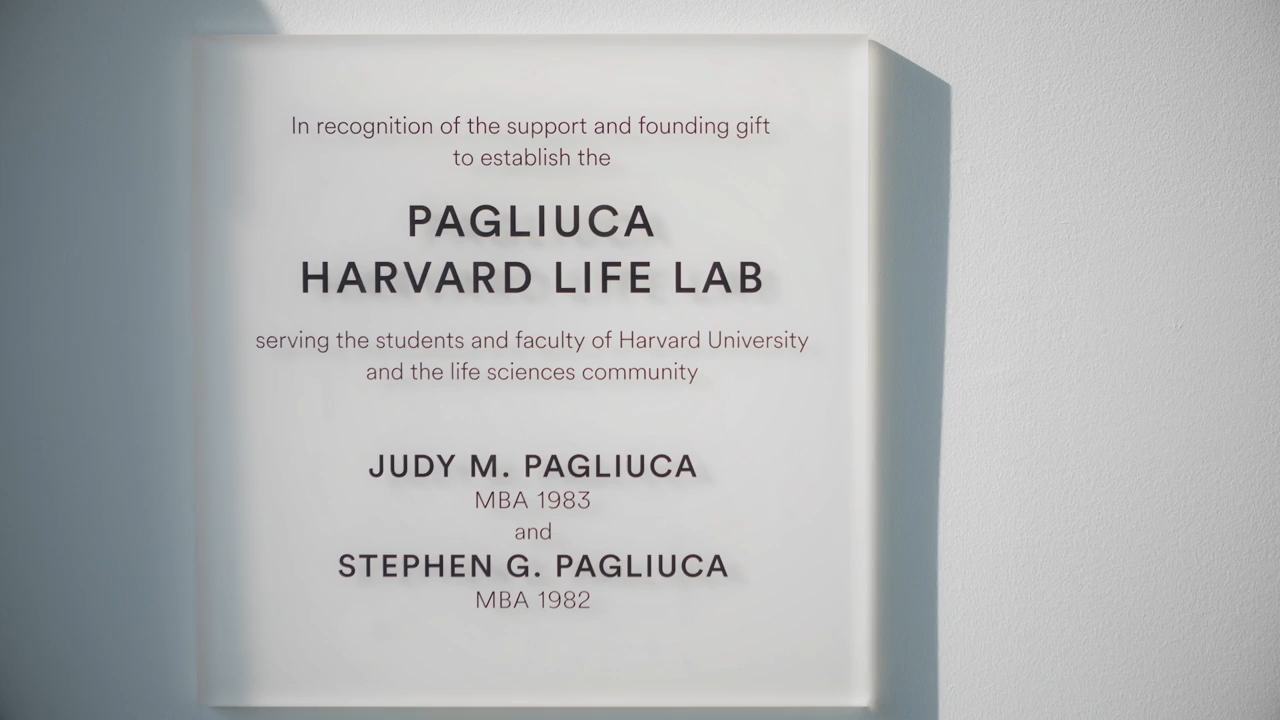 In recognition of the support and founding gift
to establish the
PAGLIUCA
HARVARD LIFE LAB
serving the students and faculty of Harvard University
and the life sciences community
JUDY M. PAGLIUCA
MBA 1983
and
STEPHEN G. PAGLIUCA
MBA 1982